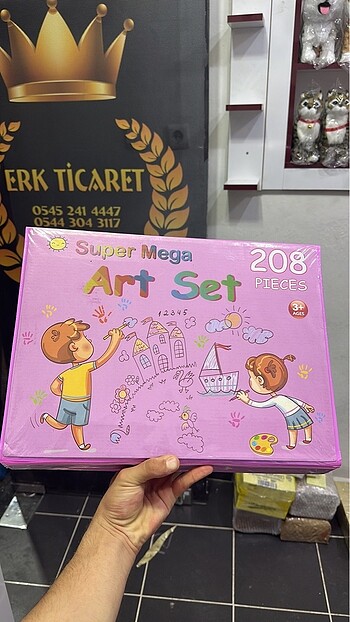 ERK TİCARET
0545 241 4447
0544 304 3117
Super Mega
Art Set
208
PIECES
3+
AGES
12345